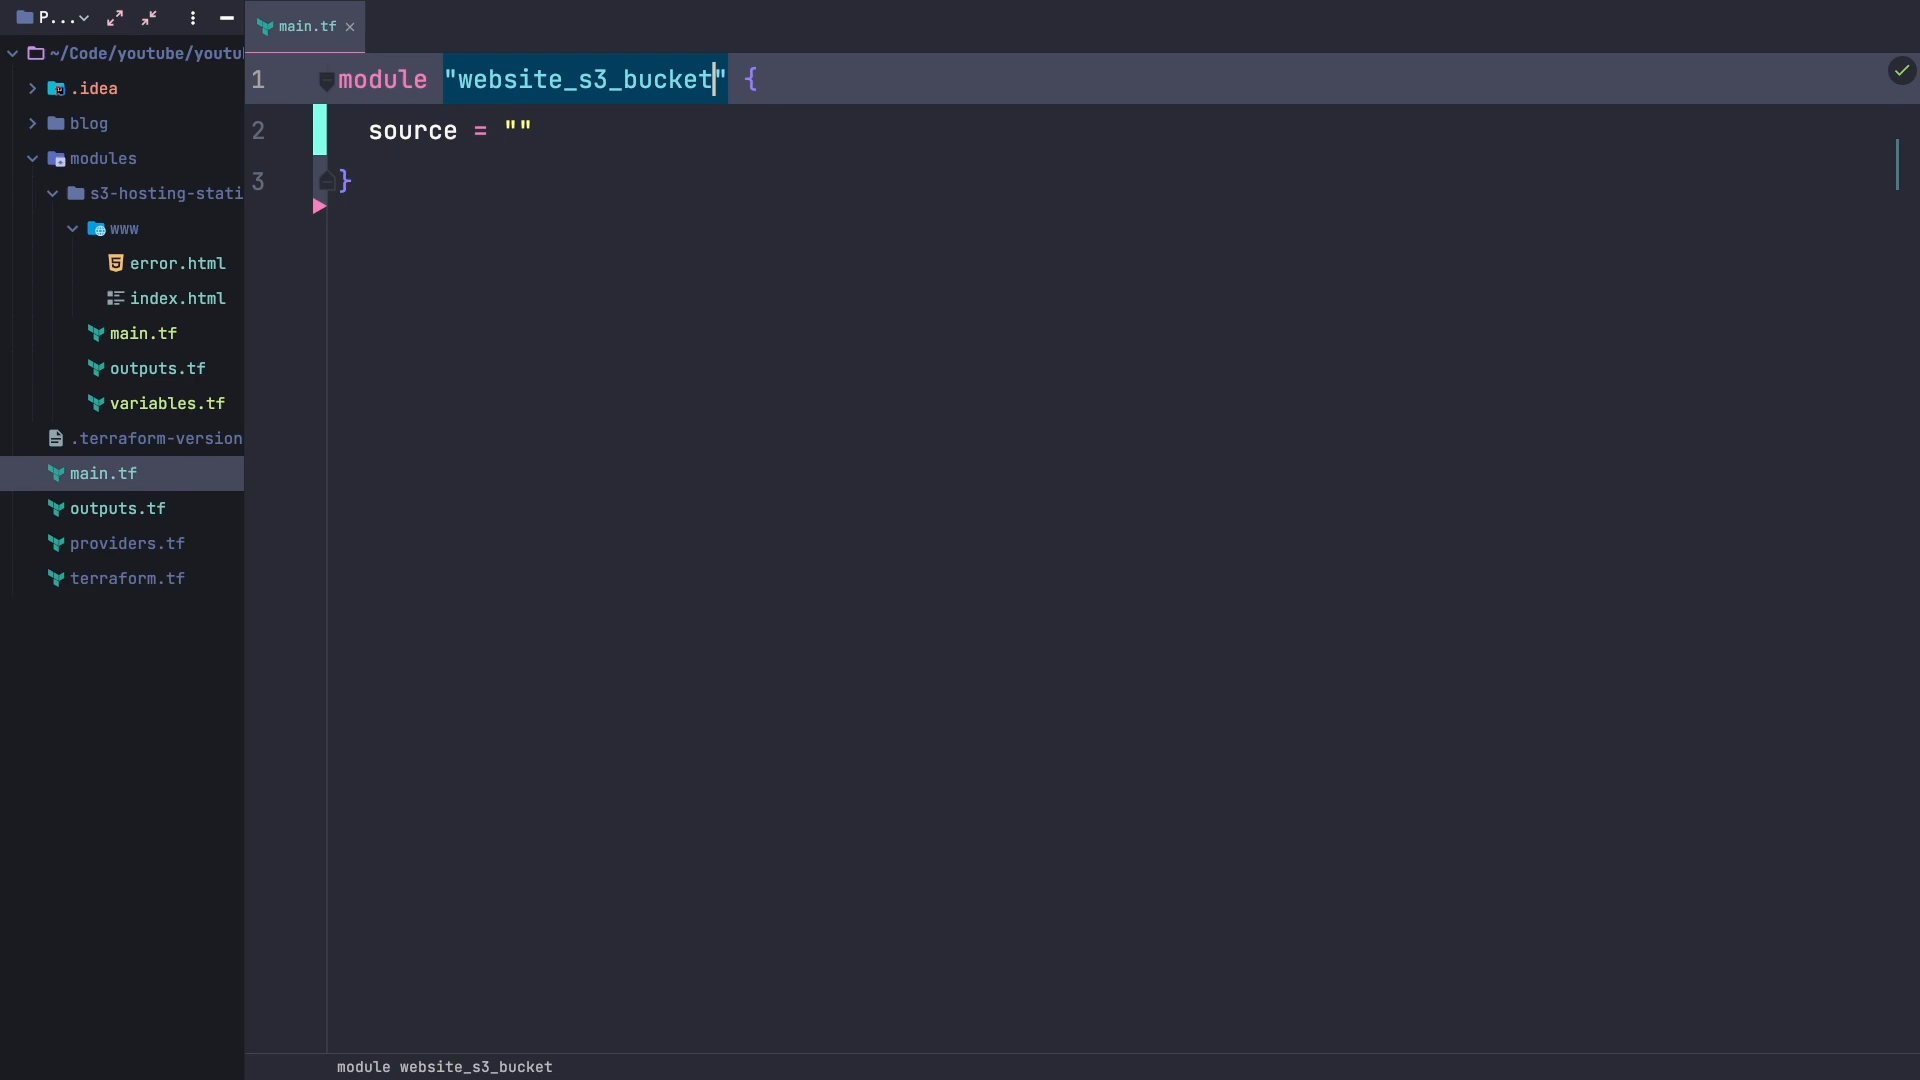 P...
~/Code/youtube/youtu
.idea
blog
modules
s3-hosting-stati
www
error.html
index.html
main.tf
outputs.tf
variables.tf
.terraform-version
main.tf
outputs.tf
providers.tf
terraform.tf
main.tf
1 module "website_s3_bucket" {
2 source = ""
3 }
module website_s3_bucket